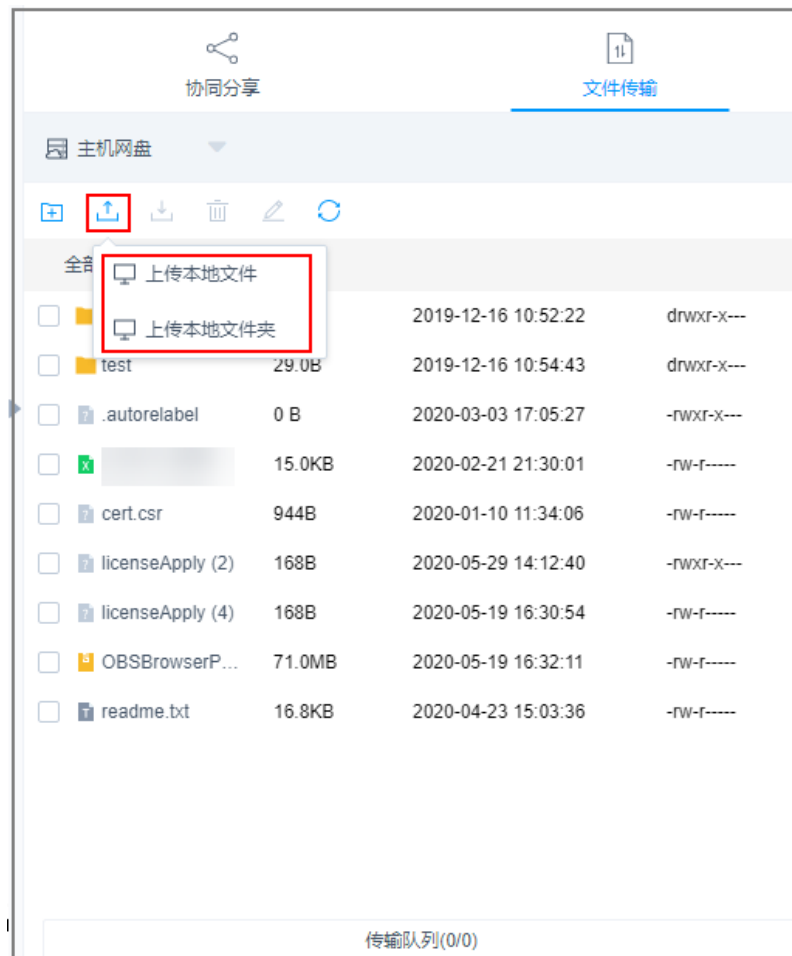 协同分享 文件传输
主机网盘
全部
上传本地文件
上传本地文件夹
2019-12-16 10:52:22 drwxr-x---
test 29.0B 2019-12-16 10:54:43 drwxr-x---
.autorelabel 0 B 2020-03-03 17:05:27 -rwxr-x---
15.0KB 2020-02-21 21:30:01 -rw-r-----
cert.csr 944B 2020-01-10 11:34:06 -rw-r-----
licenseApply (2) 168B 2020-05-29 14:12:40 -rwxr-x---
licenseApply (4) 168B 2020-05-19 16:30:54 -rw-r-----
OBSBrowserP... 71.0MB 2020-05-19 16:32:11 -rw-r-----
readme.txt 16.8KB 2020-04-23 15:03:36 -rw-r-----
传输队列(0/0)